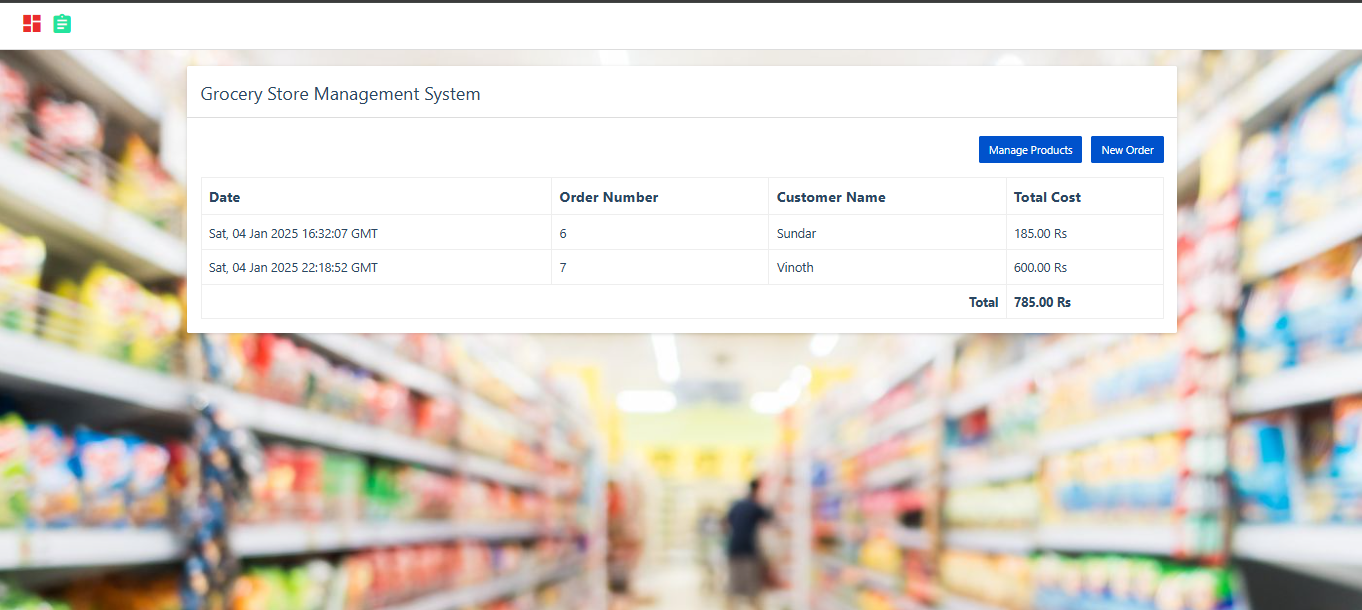 Grocery Store Management System
Manage Products New Order
Date Order Number Customer Name Total Cost
Sat, 04 Jan 2025 16:32:07 GMT 6 Sundar 185.00 Rs
Sat, 04 Jan 2025 22:18:52 GMT 7 Vinoth 600.00 Rs
Total 785.00 Rs